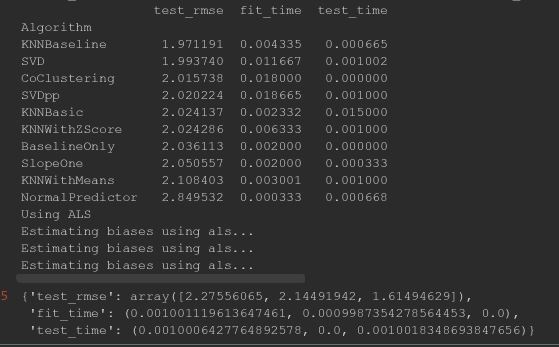 test_rmse fit_time test_time
Algorithm
KNNBaseline 1.971191 0.004335 0.000665
SVD 1.993740 0.011667 0.001002
CoClustering 2.015738 0.018000 0.000000
SVDpp 2.020224 0.018665 0.001000
KNNBasic 2.024137 0.002332 0.015000
KNNWithZScore 2.024286 0.006333 0.001000
BaselineOnly 2.036113 0.002000 0.000000
SlopeOne 2.050557 0.002000 0.000333
KNNWithMeans 2.108403 0.003001 0.001000
NormalPredictor 2.849532 0.000333 0.000668
Using ALS
Estimating biases using als...
Estimating biases using als...
Estimating biases using als...
5 {'test_rmse': array([2.27556065, 2.14491942, 1.61494629]),
'fit_time': (0.001001119613647461, 0.0009987354278564453, 0.0),
'test_time': (0.0010006427764892578, 0.0, 0.0010018348693847656)}